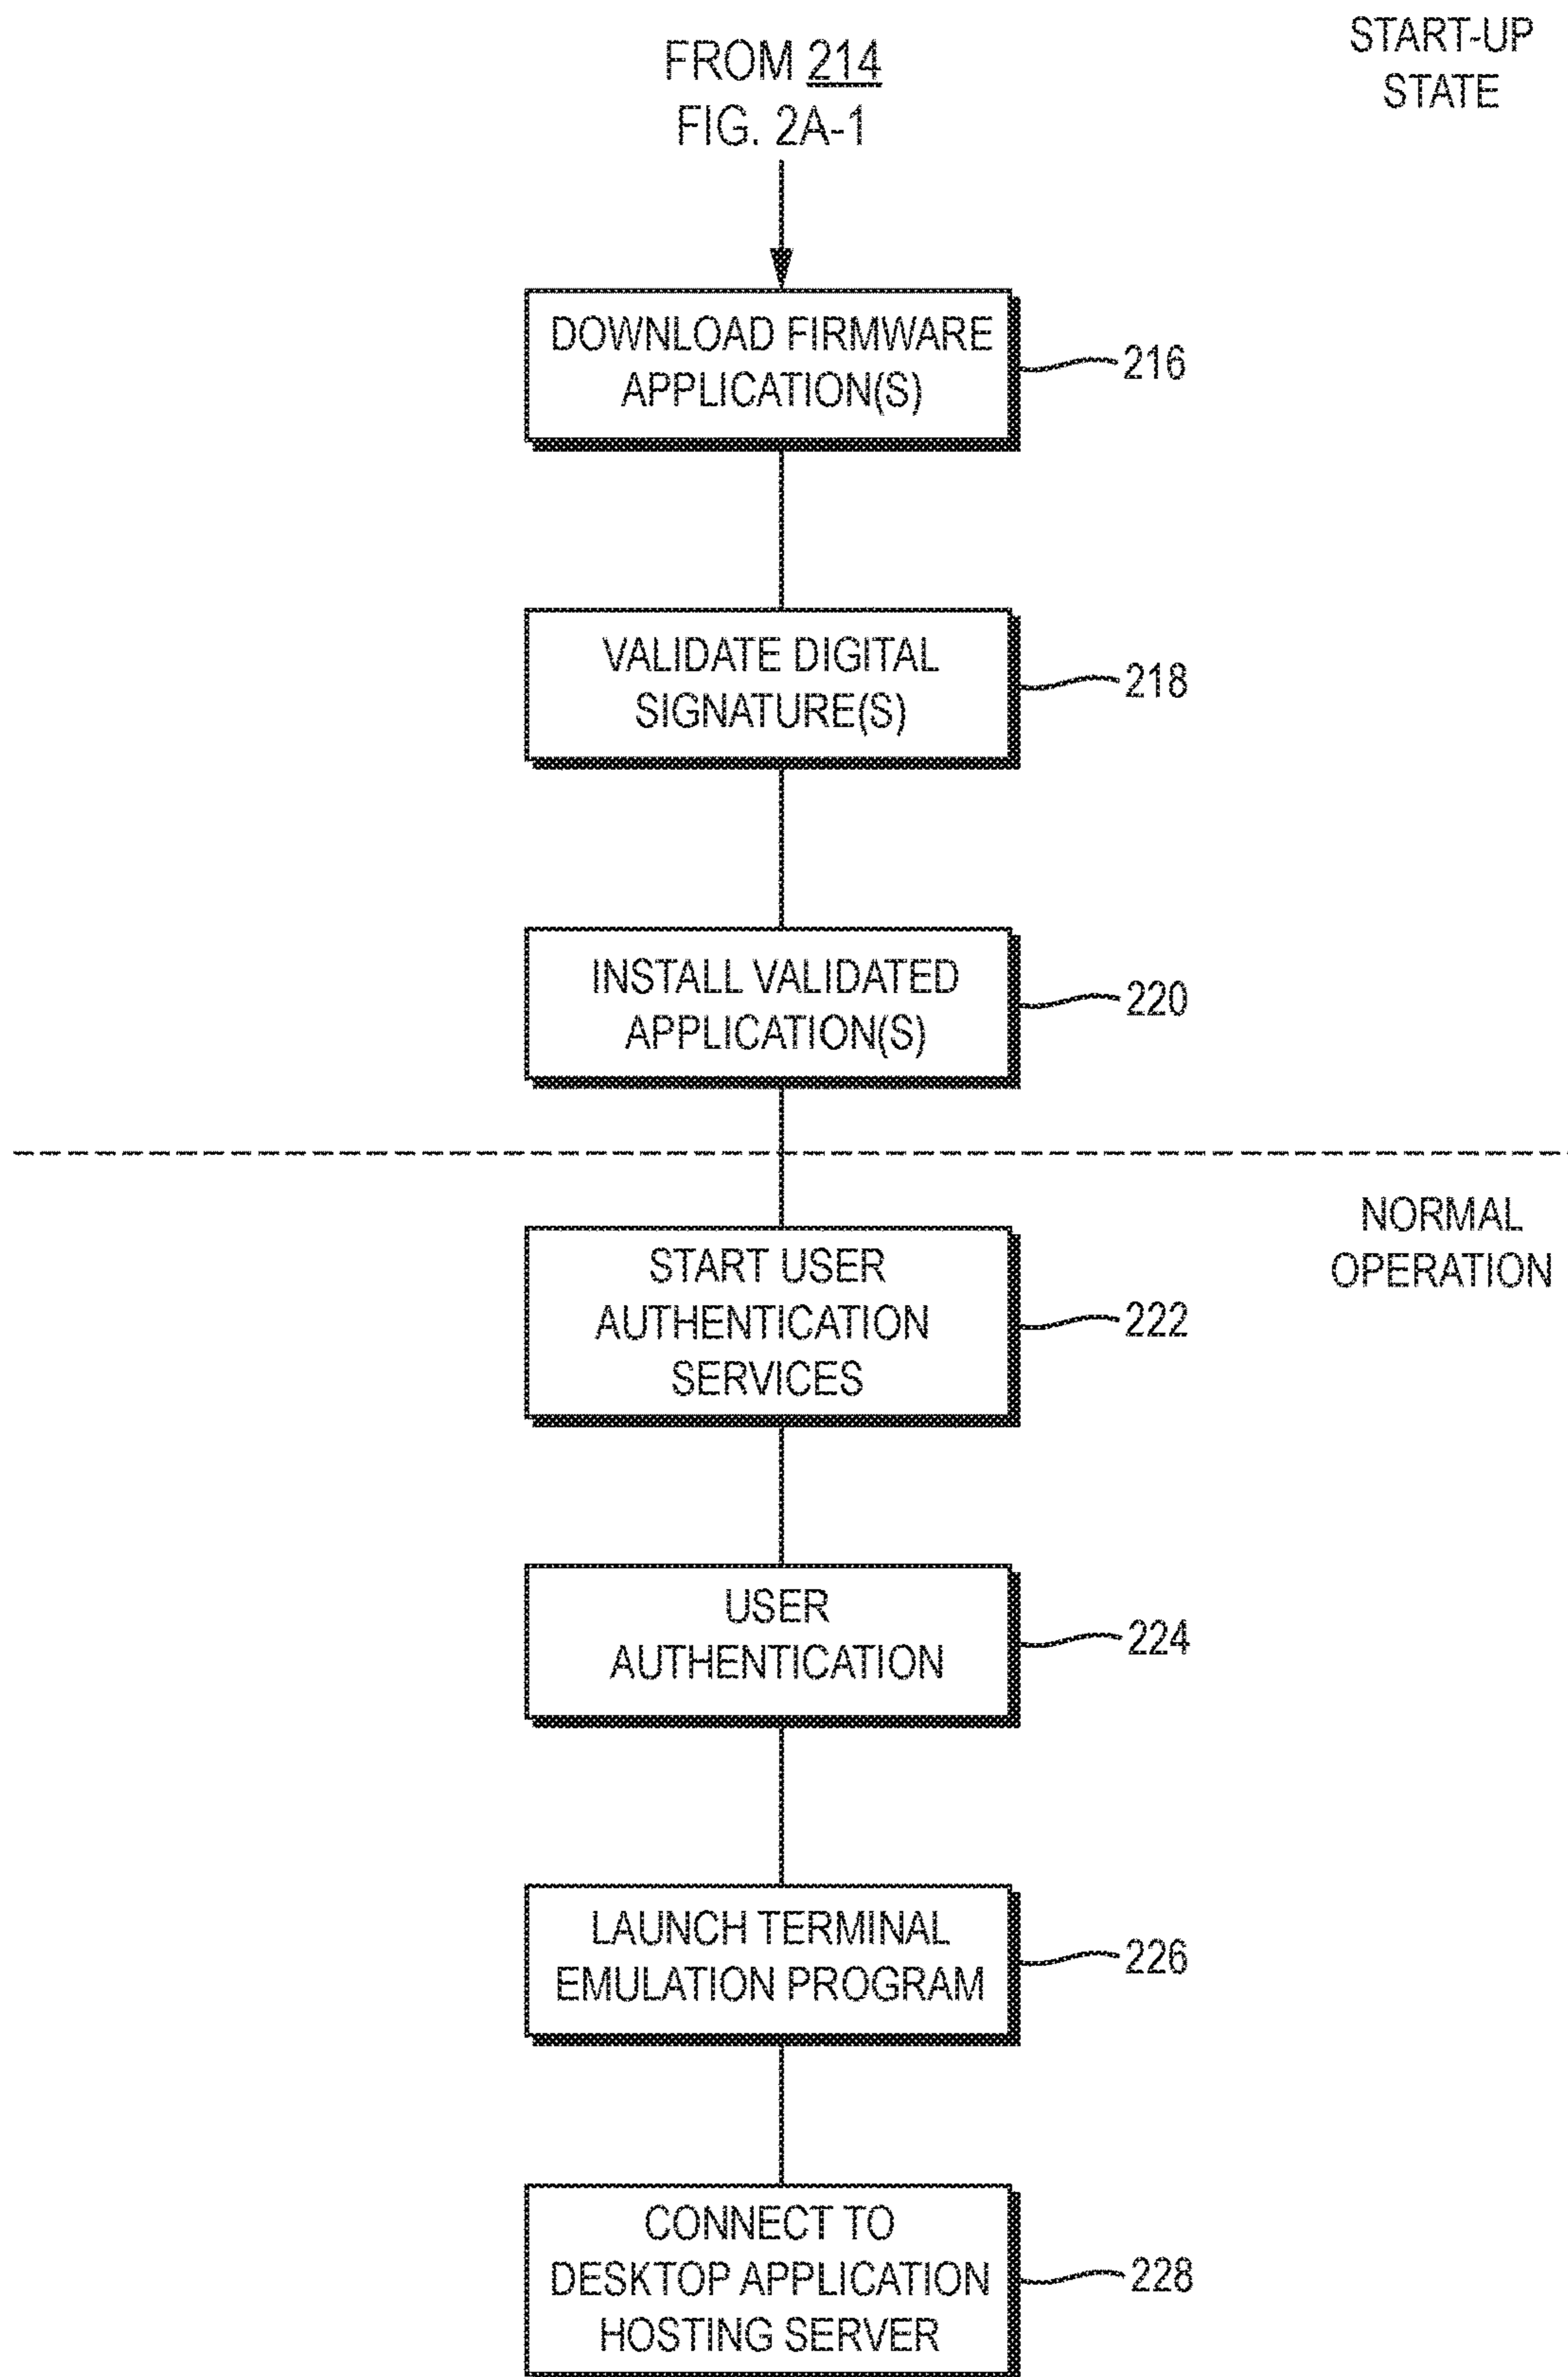 START-UP
STATE
FROM 214
FIG. 2A-1
DOWNLOAD FIRMWARE
APPLICATION(S)
216
VALIDATE DIGITAL
SIGNATURE(S)
218
INSTALL VALIDATED
APPLICATION(S)
220
NORMAL
OPERATION
START USER
AUTHENTICATION
SERVICES
222
USER
AUTHENTICATION
224
LAUNCH TERMINAL
EMULATION PROGRAM
226
CONNECT TO
DESKTOP APPLICATION
HOSTING SERVER
228